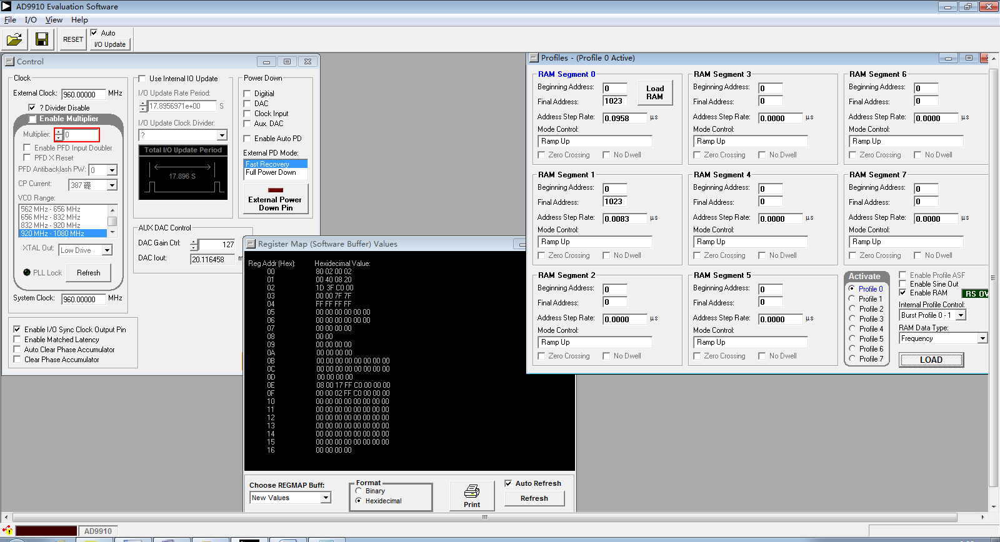 AD9910 Evaluation Software
File I/O View Help
RESET
Auto
I/O Update
Control
Clock
External Clock: 960.00000 MHz
? Divider Disable
Enable Multiplier
Multiplier: 0
Enable PFD Input Doubler
PFD X Reset
PFD Antibacklash PW: 0
CP Current: 387 礎
VCO Range:
562 MHz - 656 MHz
656 MHz - 832 MHz
832 MHz - 920 MHz
920 MHz - 1080 MHz
XTAL Out: Low Drive
PLL Lock
Refresh
System Clock: 960.00000 MHz
Enable I/O Sync Clock Output Pin
Enable Matched Latency
Auto Clear Phase Accumulator
Clear Phase Accumulator
Use Internal IO Update
I/O Update Rate Period:
17.8956971e+00 S
I/O Update Clock Divider:
?
Total I/O Update Period
17.896 S
AUX DAC Control
DAC Gain Ctrl: 127
DAC Iout: 20.116458 m
Power Down
Digitial
DAC
Clock Input
Aux. DAC
Enable Auto PD
External PD Mode:
Fast Recovery
Full Power Down
External Power
Down Pin
Register Map (Software Buffer) Values
Reg Addr (Hex): Hexidecimal Value:
00 80 02 00 02
01 00 40 08 20
02 1D 3F C0 00
03 00 00 7F 7F
04 FF FF FF FF
05 00 00 00 00 00 00
06 00 00 00 00 00 00
07 00 00 00 00
08 00 00
09 00 00 00 00
0A 00 00 00 00
0B 00 00 00 00 00 00 00 00
0C 00 00 00 00 00 00 00 00
0D 00 00 00 00
0E 08 00 17 FF C0 00 00 00
0F 00 00 02 FF C0 00 00 00
10 00 00 00 00 00 00 00 00
11 00 00 00 00 00 00 00 00
12 00 00 00 00 00 00 00 00
13 00 00 00 00 00 00 00 00
14 00 00 00 00 00 00 00 00
15 00 00 00 00 00 00 00 00
16 00 00 00 00
Choose REGMAP Buff:
New Values
Format
Binary
Hexidecimal
Print
Auto Refresh
Refresh
Profiles - (Profile 0 Active)
RAM Segment 0
Beginning Address: 0
Final Address: 1023
Load
RAM
Address Step Rate: 0.0958 µs
Mode Control:
Ramp Up
Zero Crossing No Dwell
RAM Segment 1
Beginning Address: 0
Final Address: 1023
Address Step Rate: 0.0083 µs
Mode Control:
Ramp Up
Zero Crossing No Dwell
RAM Segment 2
Beginning Address: 0
Final Address: 0
Address Step Rate: 0.0000 µs
Mode Control:
Ramp Up
Zero Crossing No Dwell
RAM Segment 3
Beginning Address: 0
Final Address: 0
Address Step Rate: 0.0000 µs
Mode Control:
Ramp Up
Zero Crossing No Dwell
RAM Segment 4
Beginning Address: 0
Final Address: 0
Address Step Rate: 0.0000 µs
Mode Control:
Ramp Up
Zero Crossing No Dwell
RAM Segment 5
Beginning Address: 0
Final Address: 0
Address Step Rate: 0.0000 µs
Mode Control:
Ramp Up
Zero Crossing No Dwell
RAM Segment 6
Beginning Address: 0
Final Address: 0
Address Step Rate: 0.0000 µs
Mode Control:
Ramp Up
Zero Crossing No Dwell
RAM Segment 7
Beginning Address: 0
Final Address: 0
Address Step Rate: 0.0000 µs
Mode Control:
Ramp Up
Zero Crossing No Dwell
Activate
Profile 0
Profile 1
Profile 2
Profile 3
Profile 4
Profile 5
Profile 6
Profile 7
Enable Profile ASF
Enable Sine Out
Enable RAM
RS OV
Internal Profile Control:
Burst Profile 0 - 1
RAM Data Type:
Frequency
LOAD
AD9910